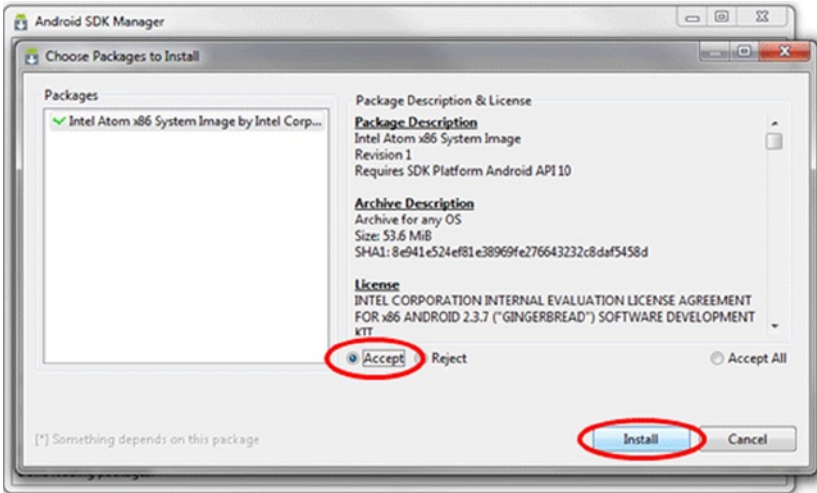 Android SDK Manager
Choose Packages to Install
Packages
Intel Atom x86 System Image by Intel Corp...
Package Description & License
Package Description
Intel Atom x86 System Image
Revision 1
Requires SDK Platform Android API 10
Archive Description
Archive for any OS
Size: 53.6 MiB
SHA1: 8e941e524ef81e38969fe276643232c8daf5458d
License
INTEL CORPORATION INTERNAL EVALUATION LICENSE AGREEMENT
FOR x86 ANDROID 2.3.7 ("GINGERBREAD") SOFTWARE DEVELOPMENT
KIT
Accept Reject Accept All
[*] Something depends on this package
Install Cancel